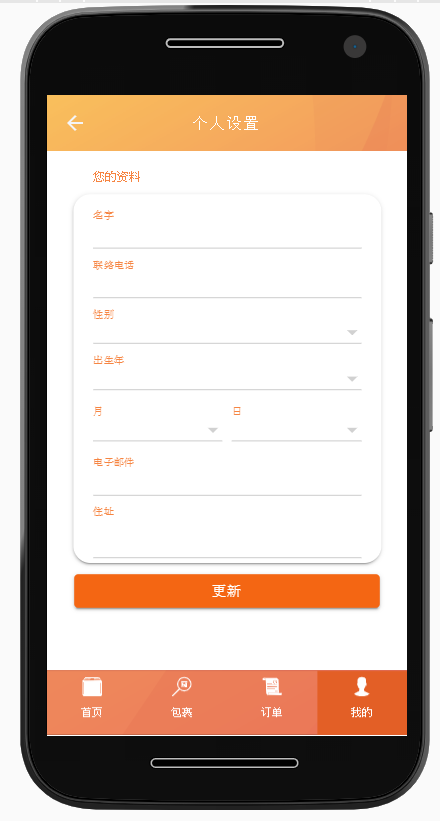 个人设置
您的资料
名字
联络电话
性别
出生年
月 日
电子邮件
住址
更新
首页 包裹 订单 我的